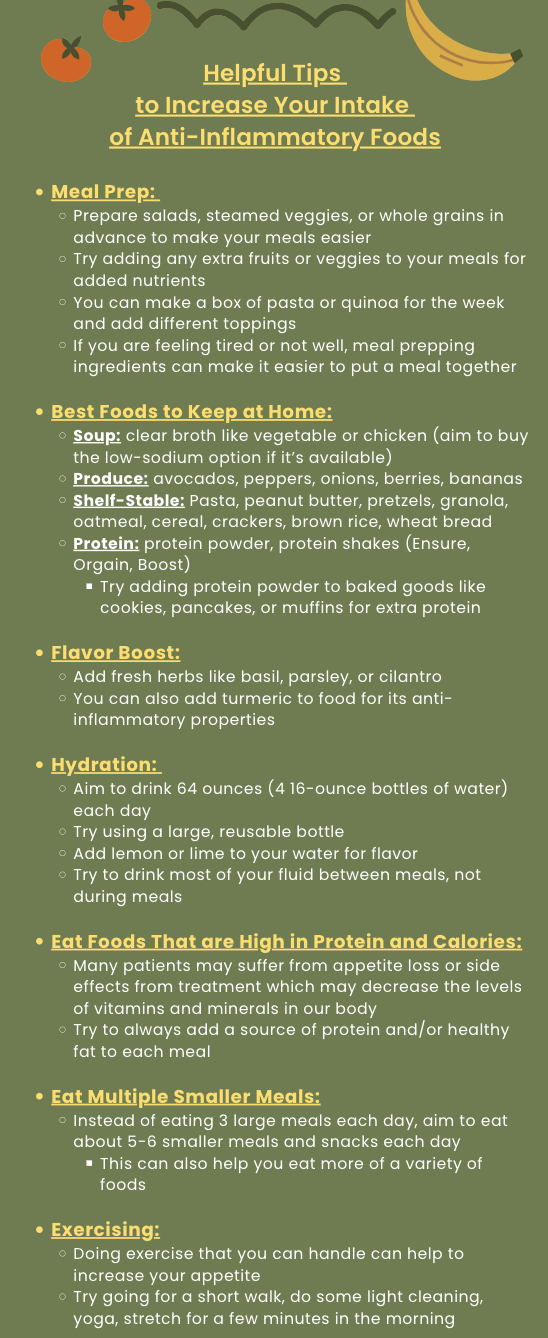 Helpful Tips
to Increase Your Intake
of Anti-Inflammatory Foods
• Meal Prep:
○ Prepare salads, steamed veggies, or whole grains in
advance to make your meals easier
○ Try adding any extra fruits or veggies to your meals for
added nutrients
○ You can make a box of pasta or quinoa for the week
and add different toppings
○ If you are feeling tired or not well, meal prepping
ingredients can make it easier to put a meal together
• Best Foods to Keep at Home:
○ Soup: clear broth like vegetable or chicken (aim to buy
the low-sodium option if it’s available)
○ Produce: avocados, peppers, onions, berries, bananas
○ Shelf-Stable: Pasta, peanut butter, pretzels, granola,
oatmeal, cereal, crackers, brown rice, wheat bread
○ Protein: protein powder, protein shakes (Ensure,
Orgain, Boost)
▪ Try adding protein powder to baked goods like
cookies, pancakes, or muffins for extra protein
• Flavor Boost:
○ Add fresh herbs like basil, parsley, or cilantro
○ You can also add turmeric to food for its anti-
inflammatory properties
• Hydration:
○ Aim to drink 64 ounces (4 16-ounce bottles of water)
each day
○ Try using a large, reusable bottle
○ Add lemon or lime to your water for flavor
○ Try to drink most of your fluid between meals, not
during meals
• Eat Foods That are High in Protein and Calories:
○ Many patients may suffer from appetite loss or side
effects from treatment which may decrease the levels
of vitamins and minerals in our body
○ Try to always add a source of protein and/or healthy
fat to each meal
• Eat Multiple Smaller Meals:
○ Instead of eating 3 large meals each day, aim to eat
about 5-6 smaller meals and snacks each day
▪ This can also help you eat more of a variety of
foods
• Exercising:
○ Doing exercise that you can handle can help to
increase your appetite
○ Try going for a short walk, do some light cleaning,
yoga, stretch for a few minutes in the morning